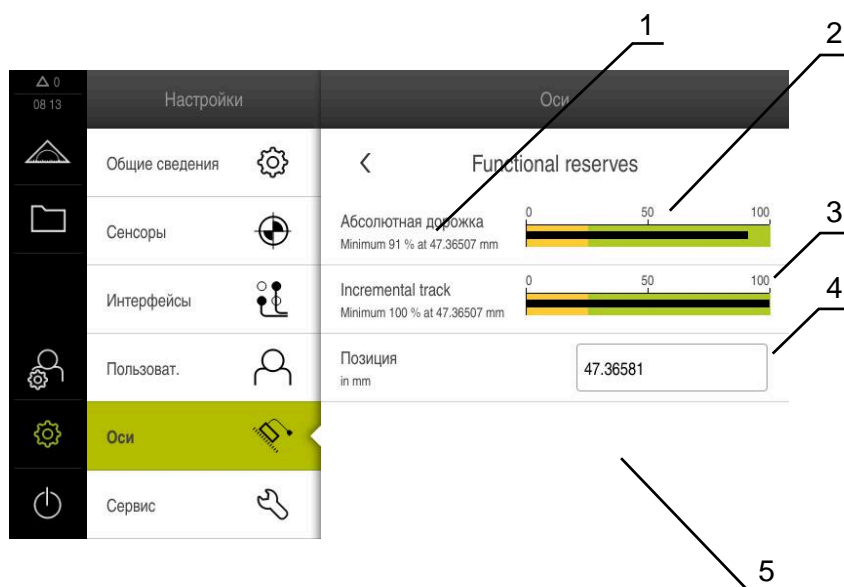 1
2
0
08 13
Настройки
Оси
Общие сведения
Functional reserves
Абсолютная дорожка
Minimum 91 % at 47.36507 mm
0 50 100
3
Сенсоры
Incremental track
Minimum 100 % at 47.36507 mm
0 50 100
4
Интерфейсы
Позиция
in mm
47.36581
Пользоват.
Оси
Сервис
5